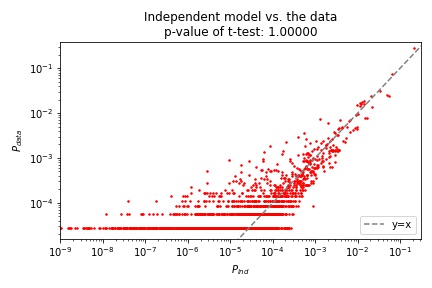 Independent model vs. the data
p-value of t-test: 1.00000
P_data
10^-1
10^-2
10^-3
10^-4
y=x
10^-9 10^-8 10^-7 10^-6 10^-5 10^-4 10^-3 10^-2 10^-1
P_ind